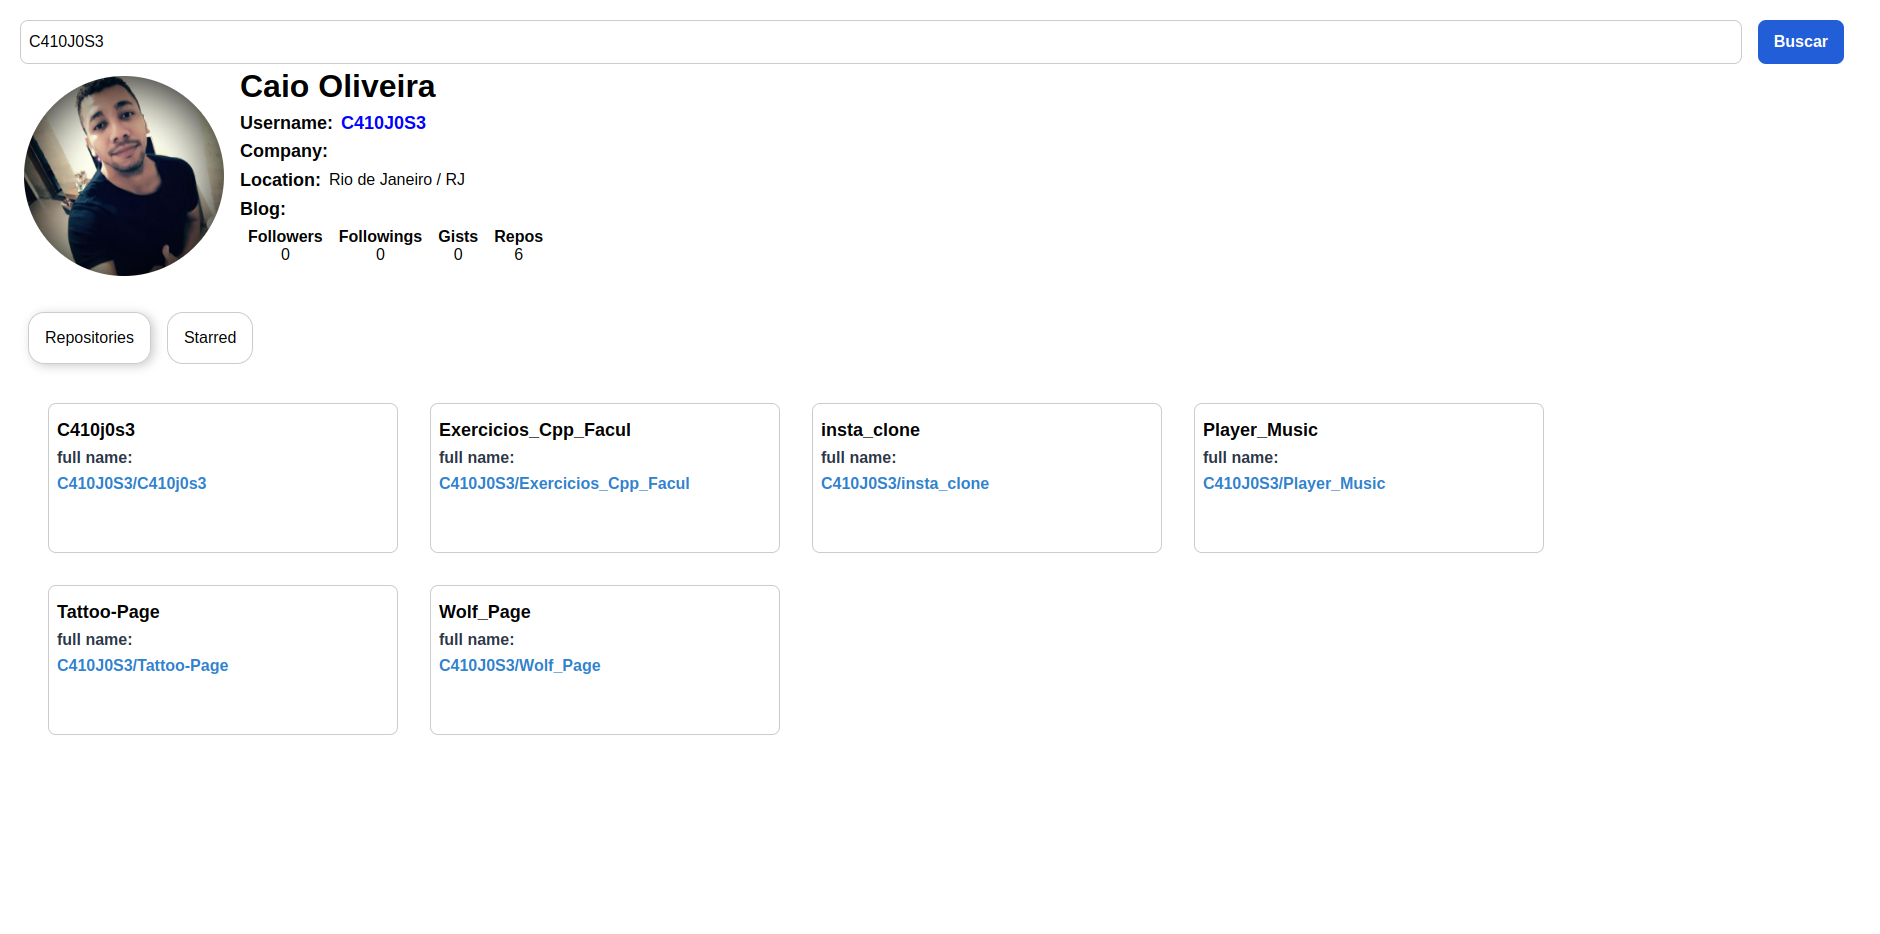 C410J0S3
Buscar
Caio Oliveira
Username: C410J0S3
Company:
Location: Rio de Janeiro / RJ
Blog:
Followers Followings Gists Repos
0 0 0 6
Repositories Starred
C410j0s3
full name:
C410J0S3/C410j0s3
Exercicios_Cpp_Facul
full name:
C410J0S3/Exercicios_Cpp_Facul
insta_clone
full name:
C410J0S3/insta_clone
Player_Music
full name:
C410J0S3/Player_Music
Tattoo-Page
full name:
C410J0S3/Tattoo-Page
Wolf_Page
full name:
C410J0S3/Wolf_Page